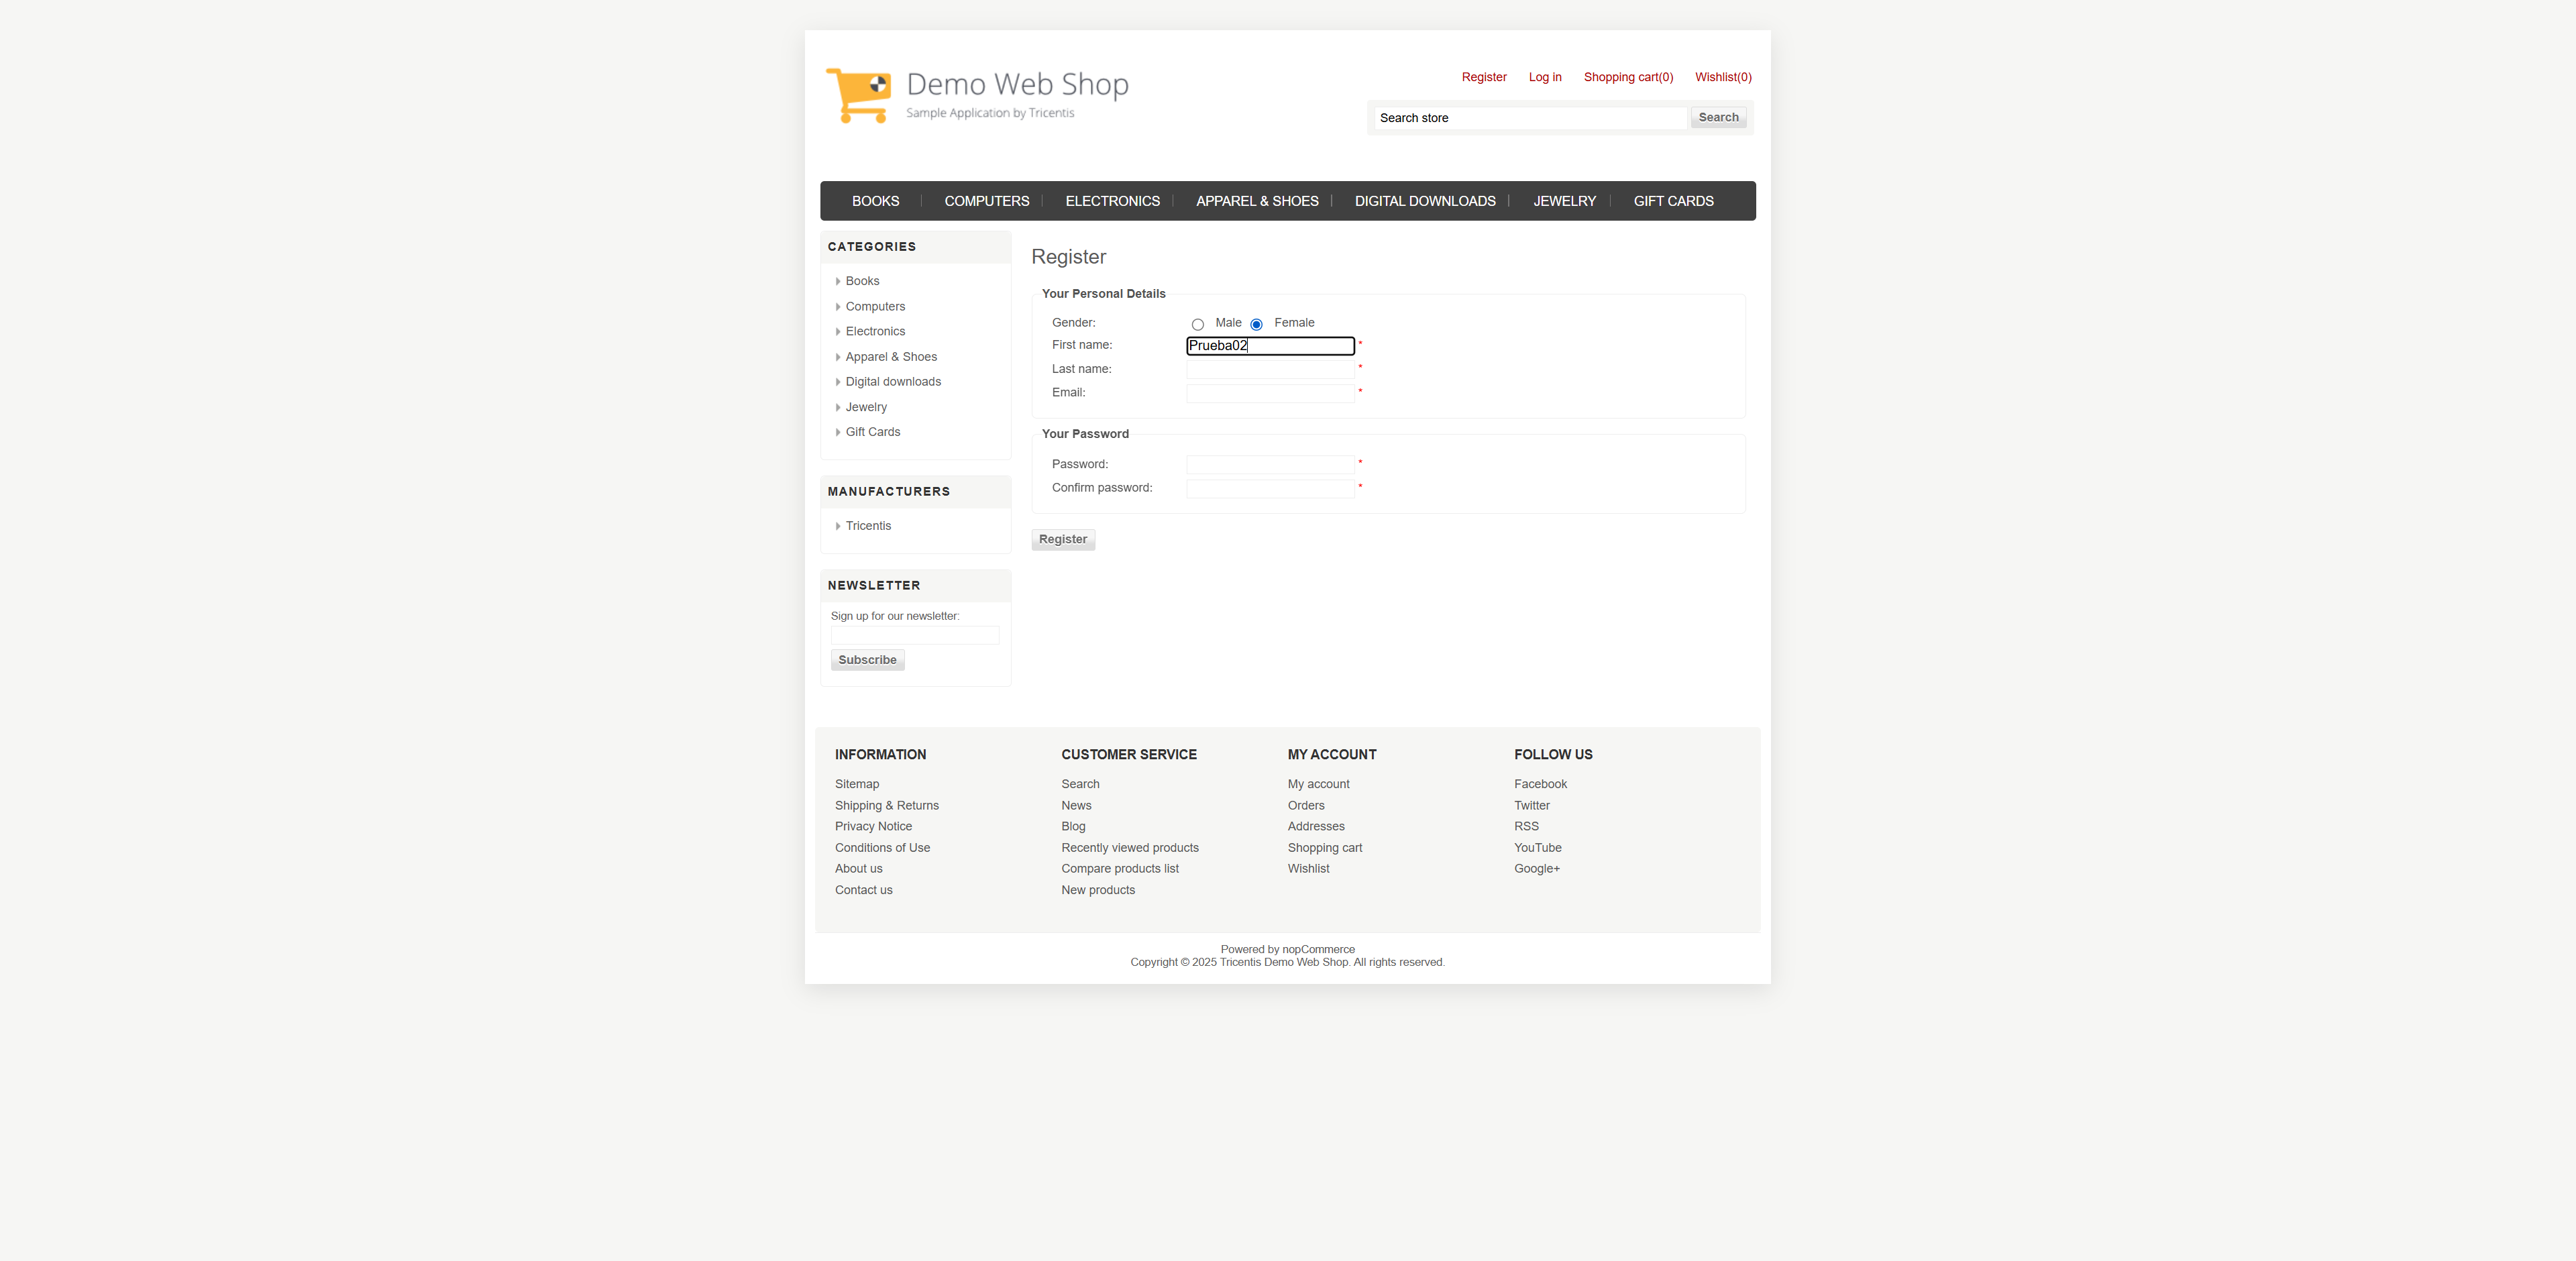 Demo Web Shop
Sample Application by Tricentis
Register Log in Shopping cart(0) Wishlist(0)
Search store Search
BOOKS COMPUTERS ELECTRONICS APPAREL & SHOES DIGITAL DOWNLOADS JEWELRY GIFT CARDS
CATEGORIES
Books
Computers
Electronics
Apparel & Shoes
Digital downloads
Jewelry
Gift Cards
MANUFACTURERS
Tricentis
NEWSLETTER
Sign up for our newsletter:
Subscribe
Register
Your Personal Details
Gender: Male Female
First name: Prueba02 *
Last name: *
Email: *
Your Password
Password: *
Confirm password: *
Register
INFORMATION
Sitemap
Shipping & Returns
Privacy Notice
Conditions of Use
About us
Contact us
CUSTOMER SERVICE
Search
News
Blog
Recently viewed products
Compare products list
New products
MY ACCOUNT
My account
Orders
Addresses
Shopping cart
Wishlist
FOLLOW US
Facebook
Twitter
RSS
YouTube
Google+
Powered by nopCommerce
Copyright © 2025 Tricentis Demo Web Shop. All rights reserved.